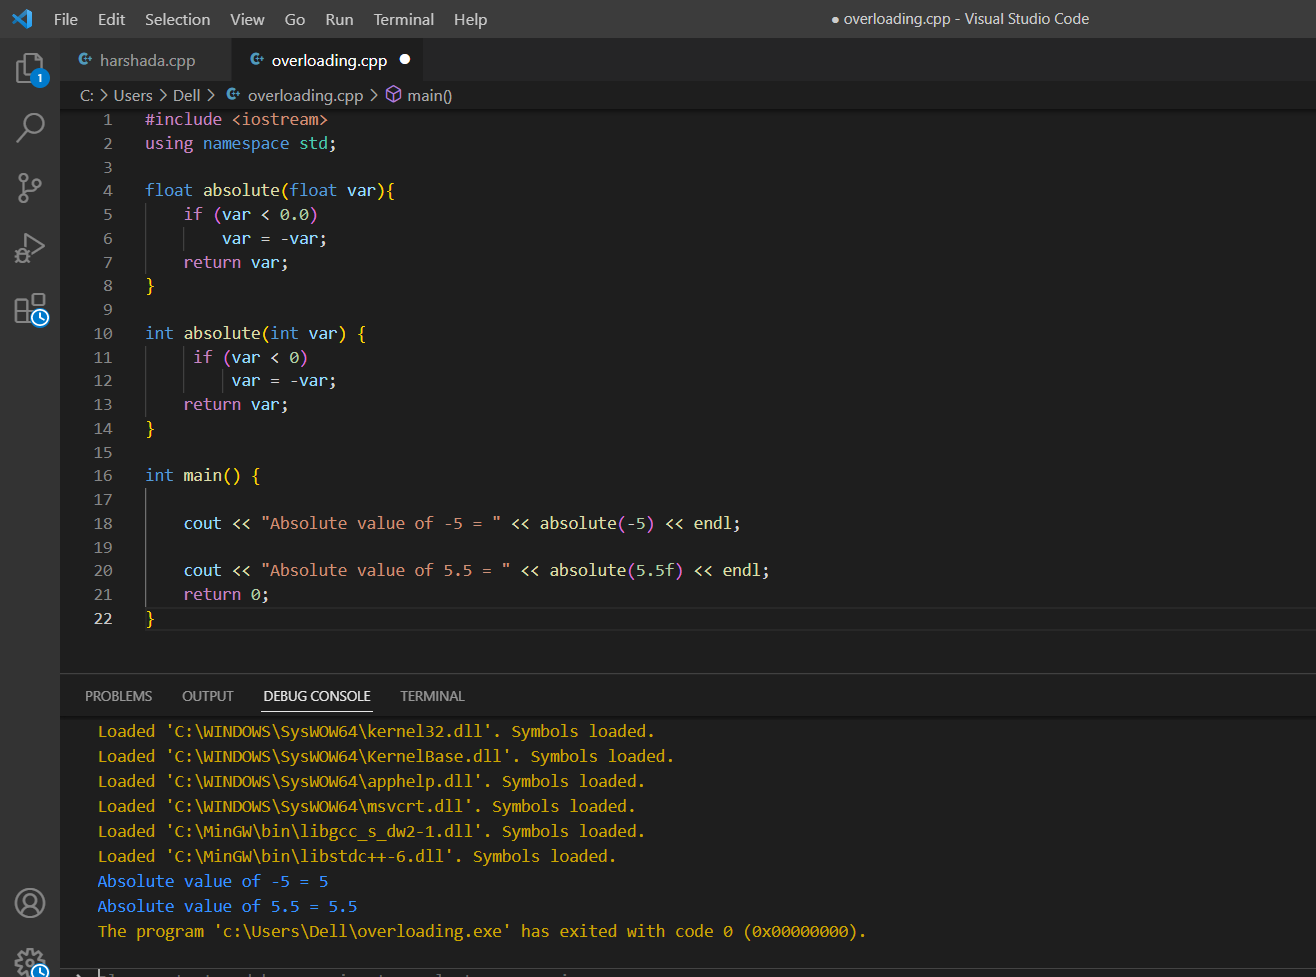 File Edit Selection View Go Run Terminal Help ● overloading.cpp - Visual Studio Code
harshada.cpp overloading.cpp ●
C: > Users > Dell > overloading.cpp > main()
1 #include <iostream>
2 using namespace std;
3
4 float absolute(float var){
5     if (var < 0.0)
6         var = -var;
7     return var;
8 }
9
10 int absolute(int var) {
11      if (var < 0)
12          var = -var;
13     return var;
14 }
15
16 int main() {
17
18     cout << "Absolute value of -5 = " << absolute(-5) << endl;
19
20     cout << "Absolute value of 5.5 = " << absolute(5.5f) << endl;
21     return 0;
22 }
1
PROBLEMS OUTPUT DEBUG CONSOLE TERMINAL
Loaded 'C:\WINDOWS\SysWOW64\kernel32.dll'. Symbols loaded.
Loaded 'C:\WINDOWS\SysWOW64\KernelBase.dll'. Symbols loaded.
Loaded 'C:\WINDOWS\SysWOW64\apphelp.dll'. Symbols loaded.
Loaded 'C:\WINDOWS\SysWOW64\msvcrt.dll'. Symbols loaded.
Loaded 'C:\MinGW\bin\libgcc_s_dw2-1.dll'. Symbols loaded.
Loaded 'C:\MinGW\bin\libstdc++-6.dll'. Symbols loaded.
Absolute value of -5 = 5
Absolute value of 5.5 = 5.5
The program 'c:\Users\Dell\overloading.exe' has exited with code 0 (0x00000000).